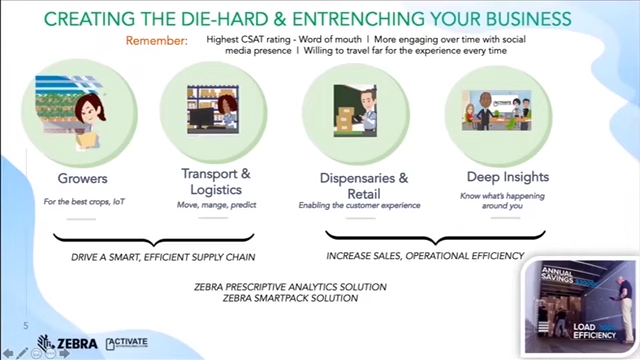 CREATING THE DIE-HARD & ENTRENCHING YOUR BUSINESS
Remember:
Highest CSAT rating - Word of mouth | More engaging over time with social
media presence | Willing to travel far for the experience every time
Growers
For the best crops, IoT
Transport &
Logistics
Move, mange, predict
Dispensaries &
Retail
Enabling the customer experience
Deep Insights
Know what's happening
around you
DRIVE A SMART, EFFICIENT SUPPLY CHAIN
INCREASE SALES, OPERATIONAL EFFICENCY
ZEBRA PRESCRIPTIVE ANALYTICS SOLUTION
ZEBRA SMARTPACK SOLUTION
ANNUAL
SAVINGS
LOAD
EFFICIENCY
5
ZEBRA
ACTIVATE